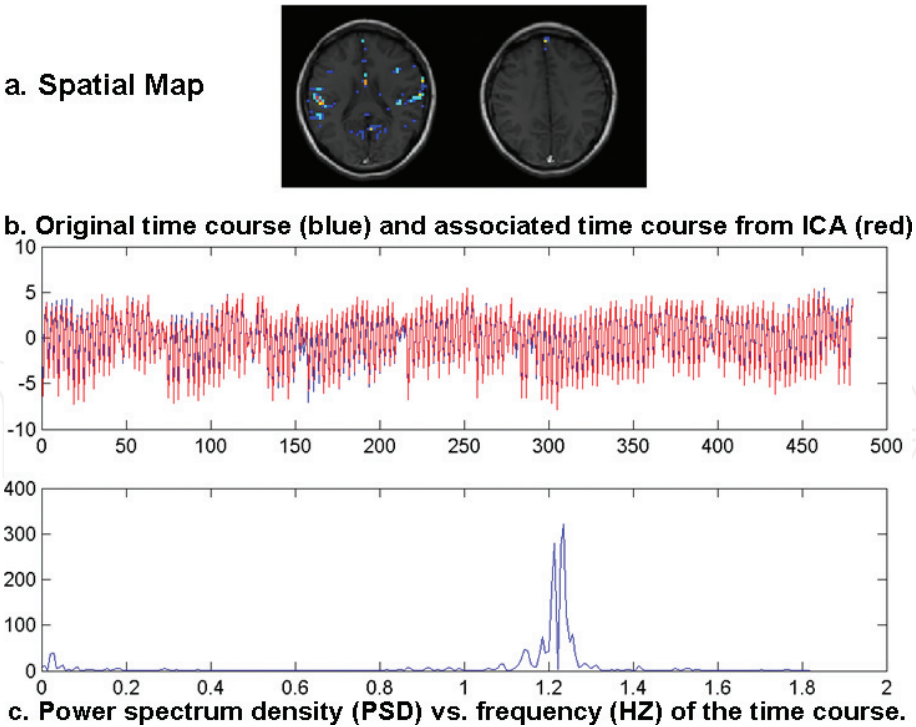 a. Spatial Map
b. Original time course (blue) and associated time course from ICA (red)
10
5
0
-5
-10
0 50 100 150 200 250 300 350 400 450 500
400
300
200
100
0
0 0.2 0.4 0.6 0.8 1 1.2 1.4 1.6 1.8 2
c. Power spectrum density (PSD) vs. frequency (HZ) of the time course.